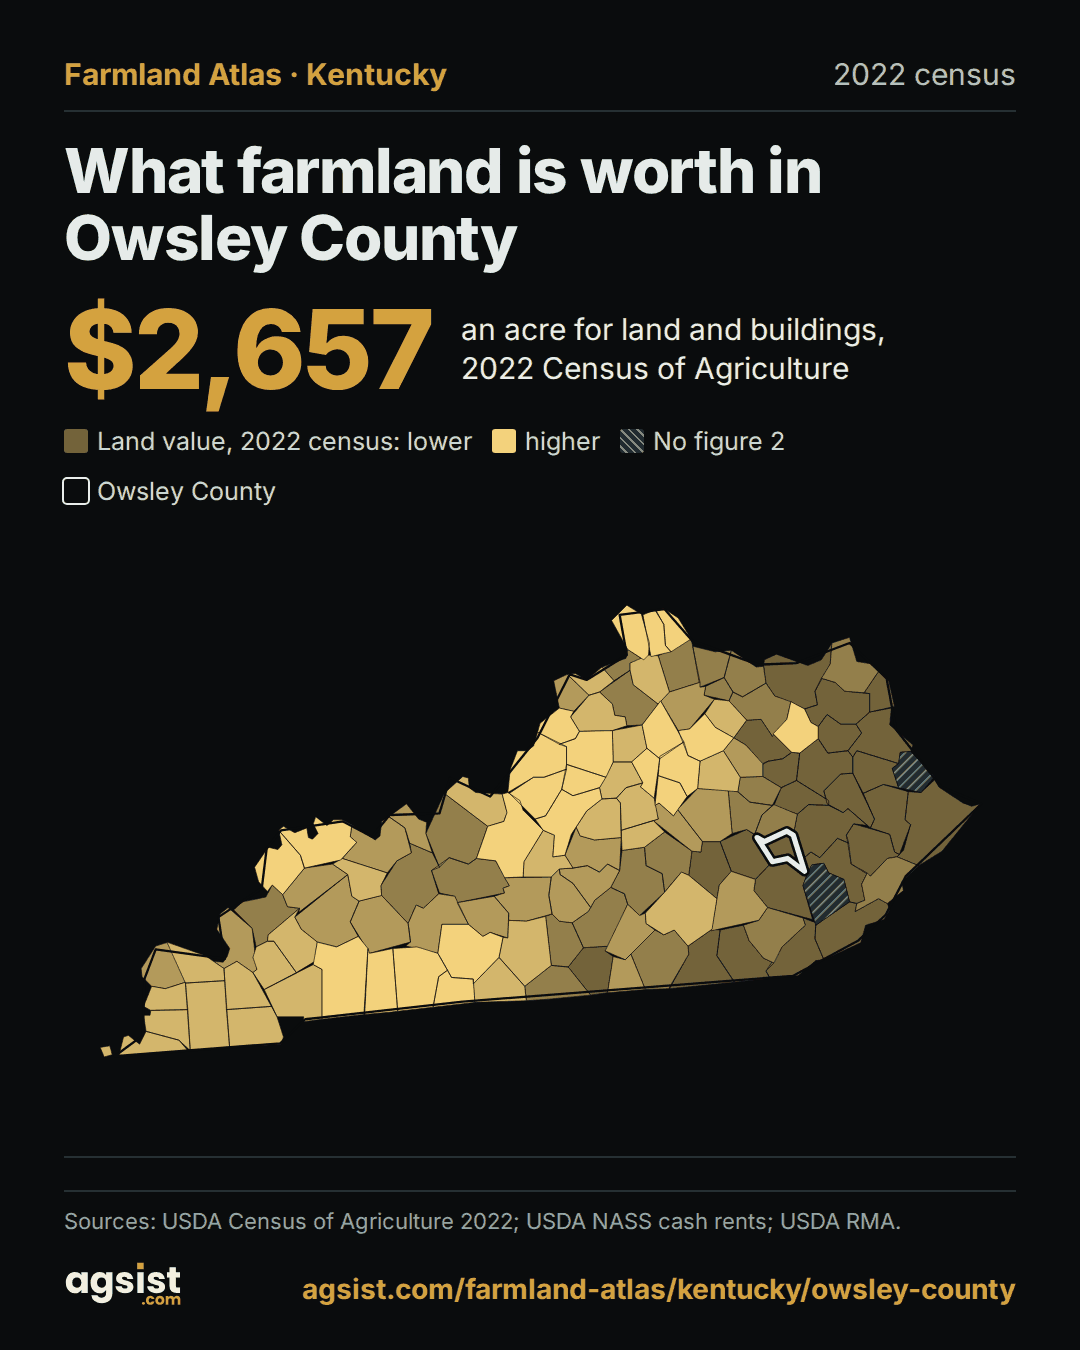 Farmland Atlas · Kentucky
2022 census
What farmland is worth in
Owsley County
$2,657
an acre for land and buildings,
2022 Census of Agriculture
Land value, 2022 census: lower
higher
No figure 2
Owsley County
Sources: USDA Census of Agriculture 2022; USDA NASS cash rents; USDA RMA.
agsist
.com
agsist.com/farmland-atlas/kentucky/owsley-county